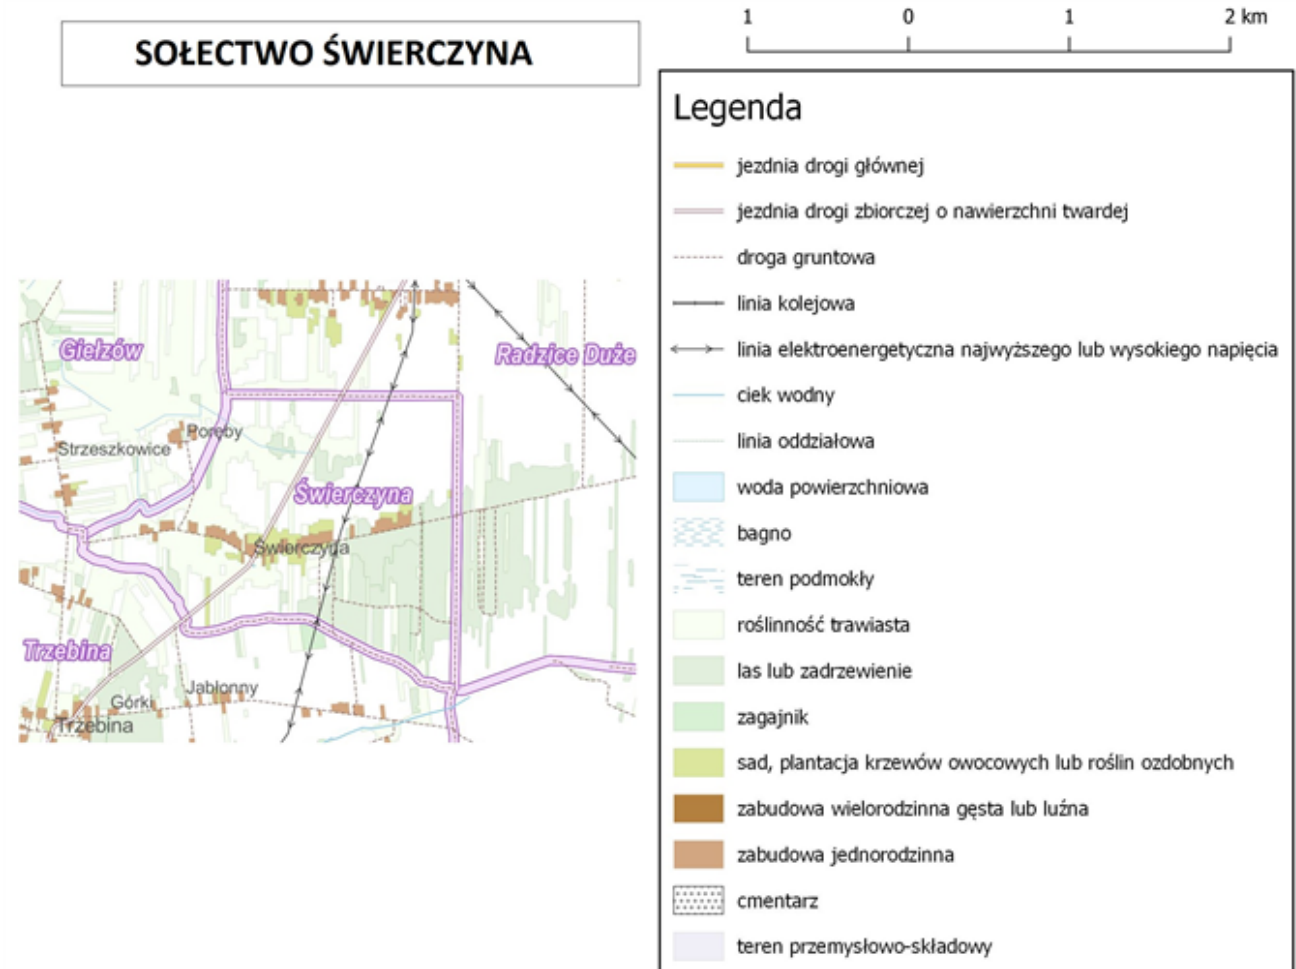 SOŁECTWO ŚWIERCZYNA
1 0 1 2 km
Legenda
jezdnia drogi głównej
jezdnia drogi zbiorczej o nawierzchni twardej
droga gruntowa
linia kolejowa
linia elektroenergetyczna najwyższego lub wysokiego napięcia
ciek wodny
linia oddziałowa
woda powierzchniowa
bagno
teren podmokły
roślinność trawiasta
las lub zadrzewienie
zagajnik
sad, plantacja krzewów owocowych lub roślin ozdobnych
zabudowa wielorodzinna gęsta lub luźna
zabudowa jednorodzinna
cmentarz
teren przemysłowo-składowy
Giełzów
Radzice Duże
Poręby
Strzeszkowice
Świerczyna
Świerczyna
Trzebina
Jabłonny
Górki
Trzebina